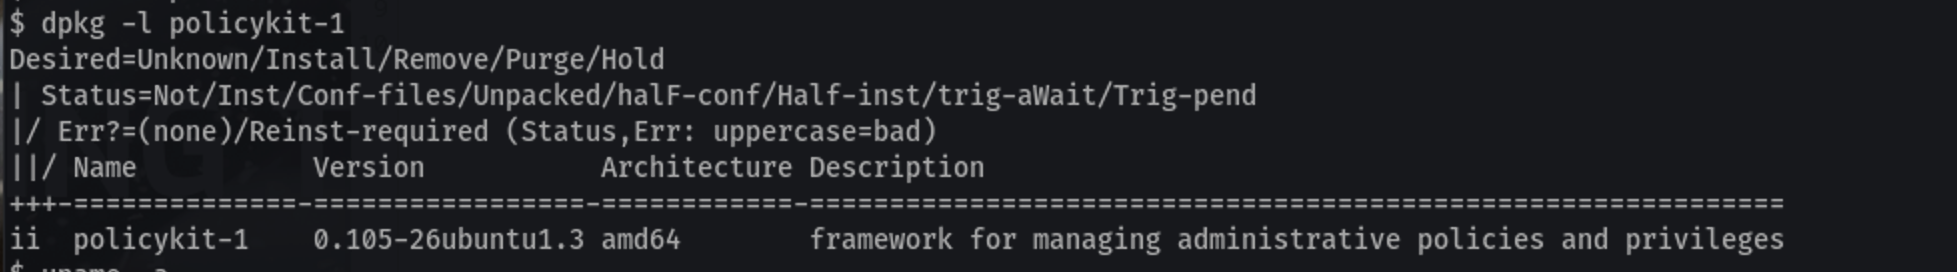 $ dpkg -l policykit-1
Desired=Unknown/Install/Remove/Purge/Hold
| Status=Not/Inst/Conf-files/Unpacked/halF-conf/Half-inst/trig-aWait/Trig-pend
|/ Err?=(none)/Reinst-required (Status,Err: uppercase=bad)
||/ Name           Version          Architecture Description
+++-==============-=================-============-=============================================================
ii  policykit-1    0.105-26ubuntu1.3 amd64        framework for managing administrative policies and privileges
$ uname -a